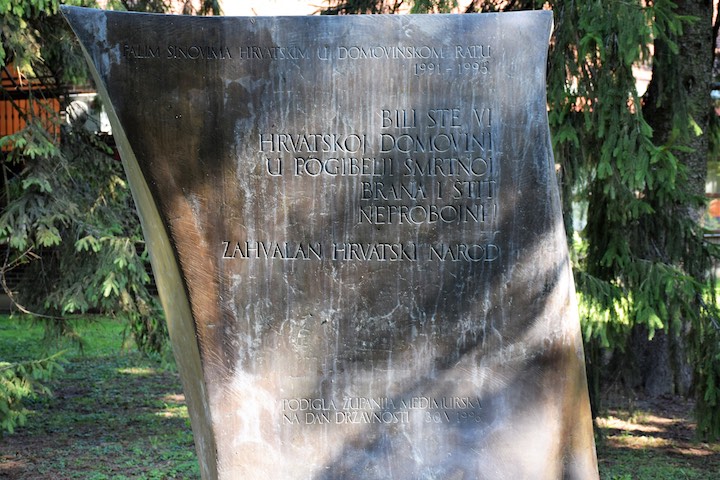 PALIM SINOVIMA HRVATSKIM U DOMOVINSKOM RATU
1991-1995
BILI STE VI
HRVATSKOJ DOMOVINI
U POGIBELJI SMRTNOJ
BRANA I ŠTIT
NEPROBOJNI
ZAHVALAN HRVATSKI NAROD
PODIGLA ŽUPANIJA MEĐIMURSKA
NA DAN DRŽAVNOSTI 30.V.